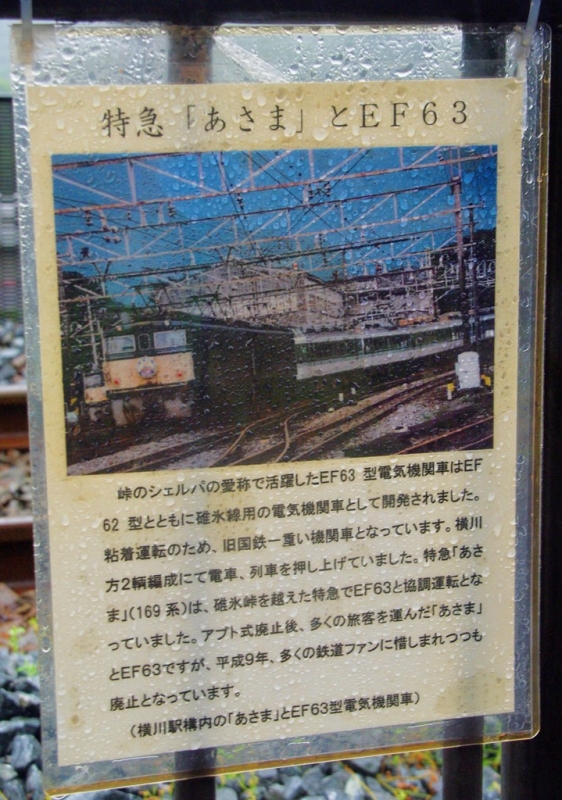 特急「あさま」とEF63
峠のシェルパの愛称で活躍したEF63 型電気機関車はEF
62 型とともに碓氷線用の電気機関車として開発されました。
粘着運転のため、旧国鉄一重い機関車となっています。横川
方2輌編成にて電車、列車を押し上げていました。特急「あさ
ま」(169 系)は、碓氷峠を越えた特急でEF63と協調運転とな
っていました。アプト式廃止後、多くの旅客を運んだ「あさま」
とEF63ですが、平成9年、多くの鉄道ファンに惜しまれつつも
廃止となっています。
(横川駅構内の「あさま」とEF63型電気機関車)